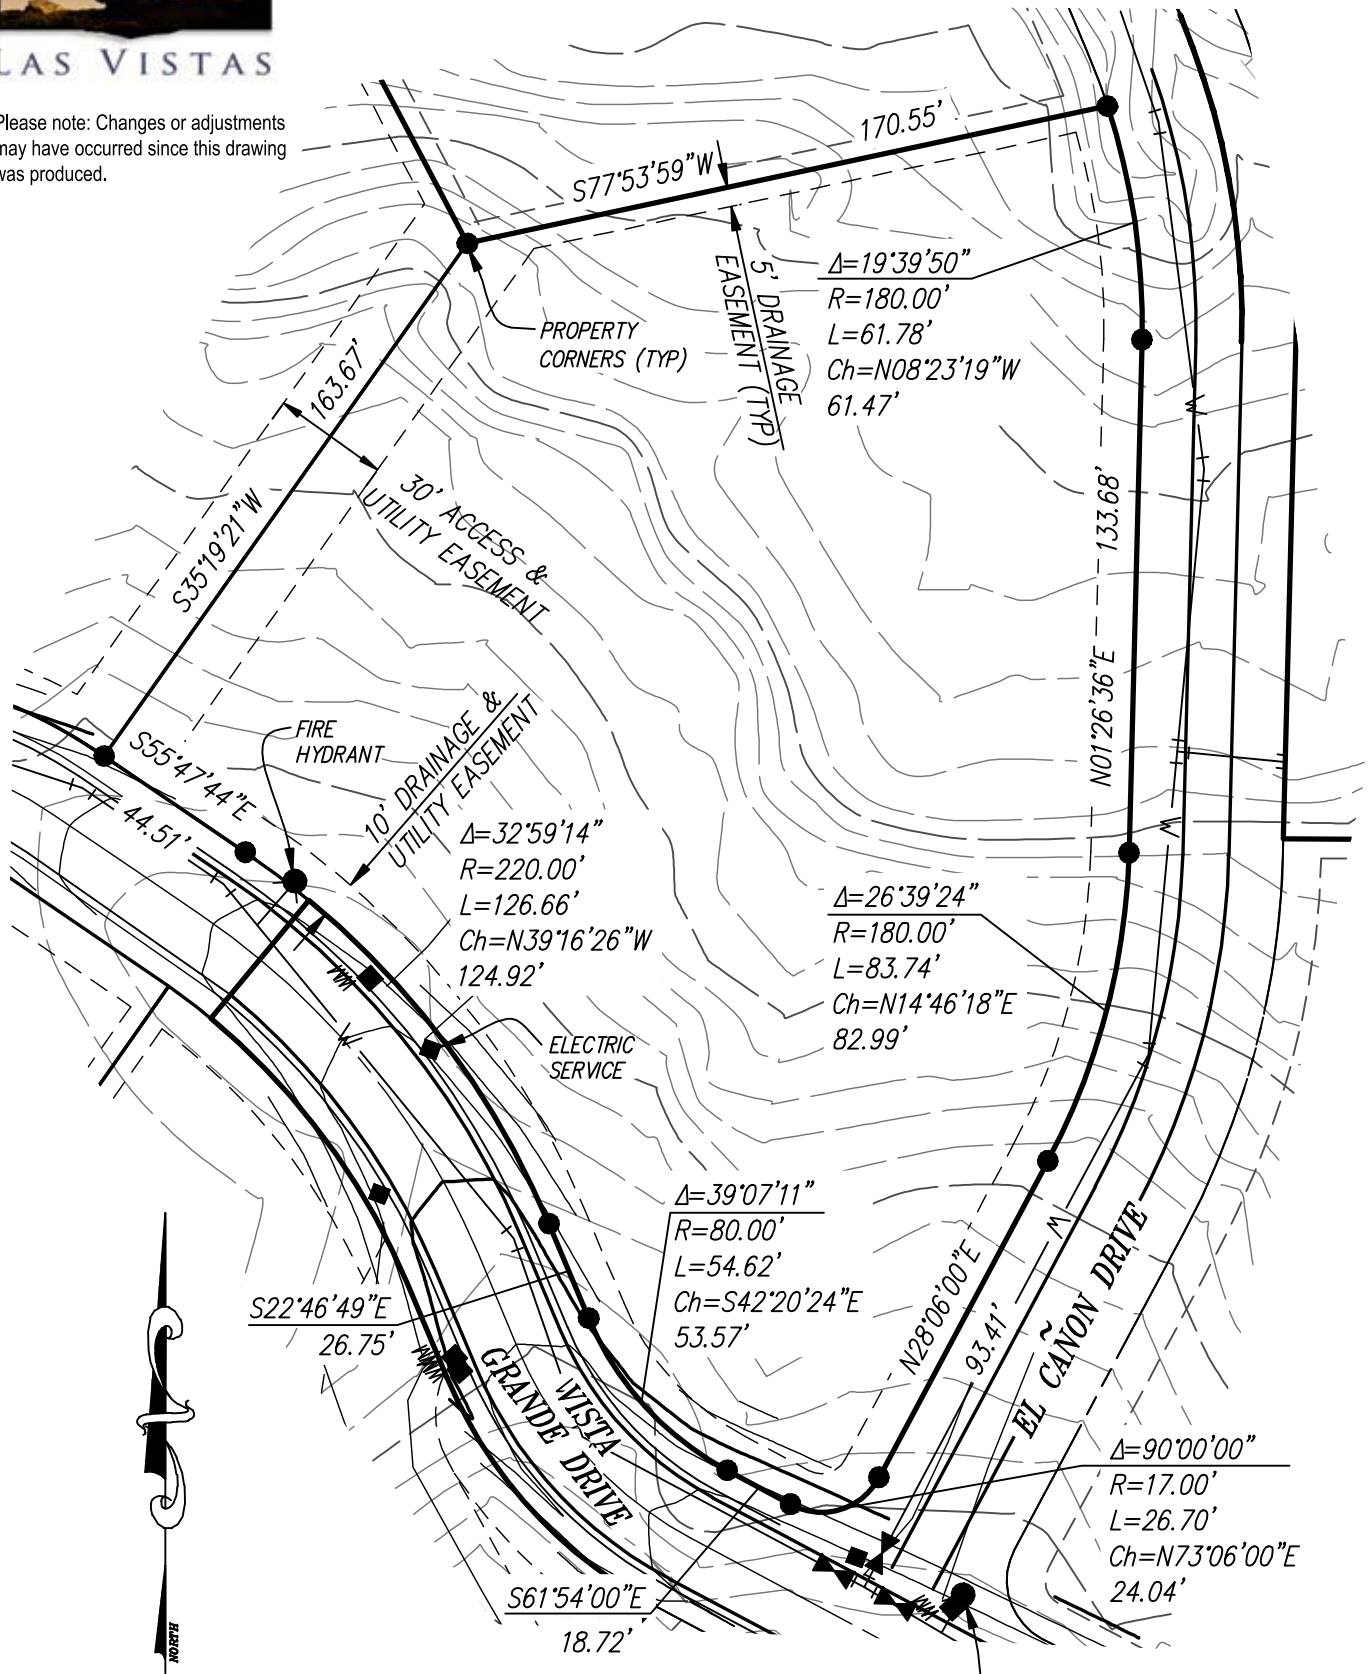 LAS VISTAS
Please note: Changes or adjustments
may have occurred since this drawing
was produced.
170.55'
S77°53'59"W
5' DRAINAGE
EASEMENT (TYP)
Δ=19°39'50"
R=180.00'
L=61.78'
Ch=N08°23'19"W
61.47'
PROPERTY
CORNERS (TYP)
163.67'
S35°19'21"W
30' ACCESS &
UTILITY EASEMENT
133.68'
N01°26'36"E
W
FIRE
HYDRANT
S55°47'44"E
44.51'
10' DRAINAGE &
UTILITY EASEMENT
Δ=32°59'14"
R=220.00'
L=126.66'
Ch=N39°16'26"W
124.92'
W
Δ=26°39'24"
R=180.00'
L=83.74'
Ch=N14°46'18"E
82.99'
W
ELECTRIC
SERVICE
Δ=39°07'11"
R=80.00'
L=54.62'
Ch=S42°20'24"E
53.57'
W
S22°46'49"E
26.75'
N28°06'00"E
93.41'
EL CAÑON DRIVE
WISTA
GRANDE DRIVE
Δ=90°00'00"
R=17.00'
L=26.70'
Ch=N73°06'00"E
24.04'
S61°54'00"E
18.72'
NORTH